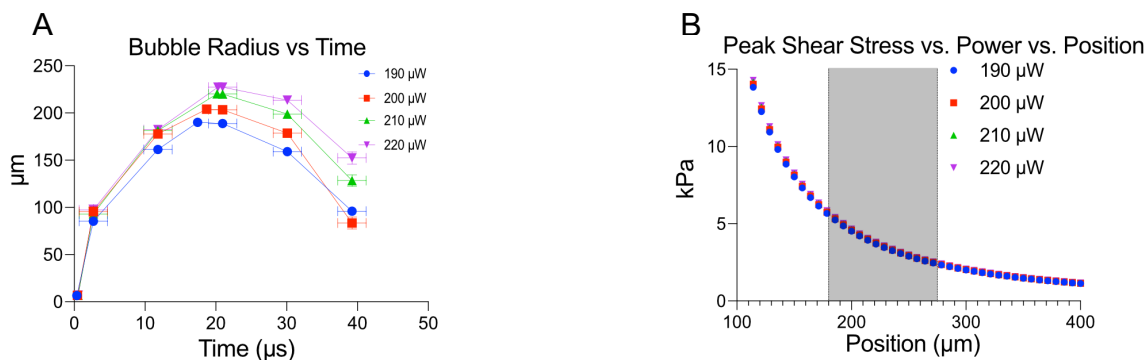 A
Bubble Radius vs Time
250
200
150
100
50
0
µm
0 10 20 30 40 50
Time (µs)
190 µW
200 µW
210 µW
220 µW
B
Peak Shear Stress vs. Power vs. Position
15
10
5
0
kPa
100 200 300 400
Position (µm)
190 µW
200 µW
210 µW
220 µW